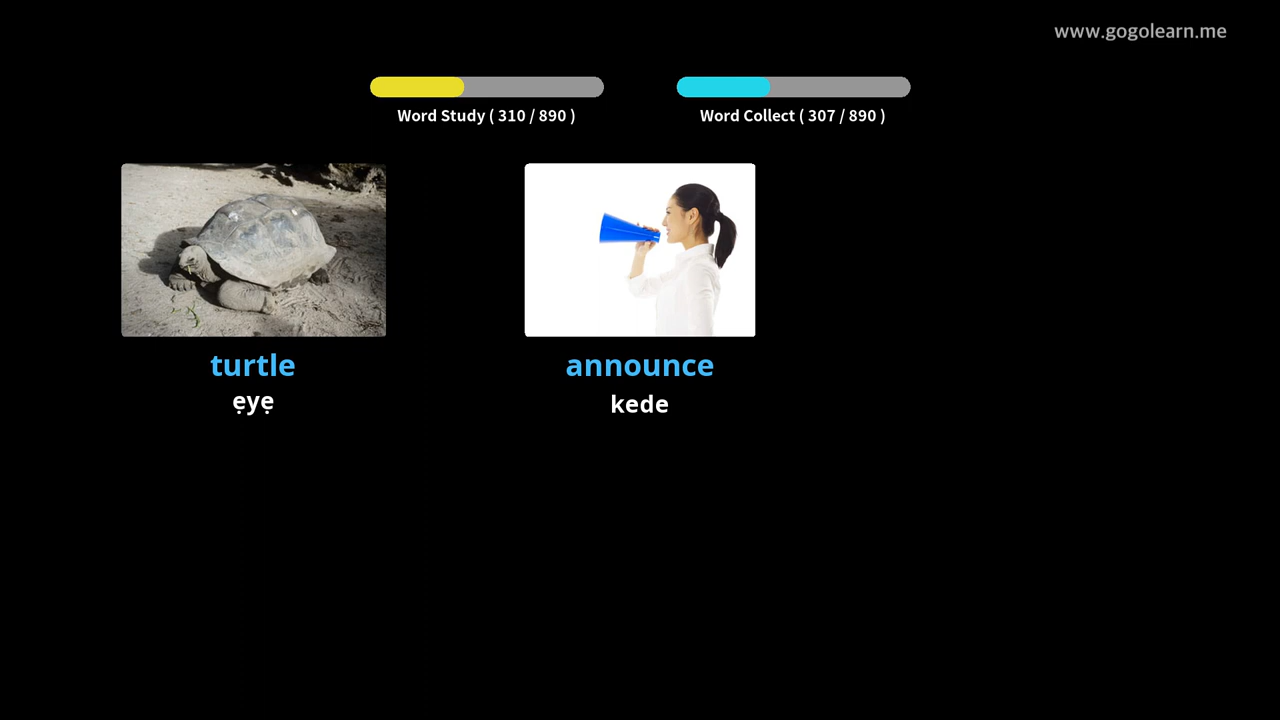 www.gogolearn.me
Word Study ( 310 / 890 )
Word Collect ( 307 / 890 )
turtle
ẹyẹ
announce
kede